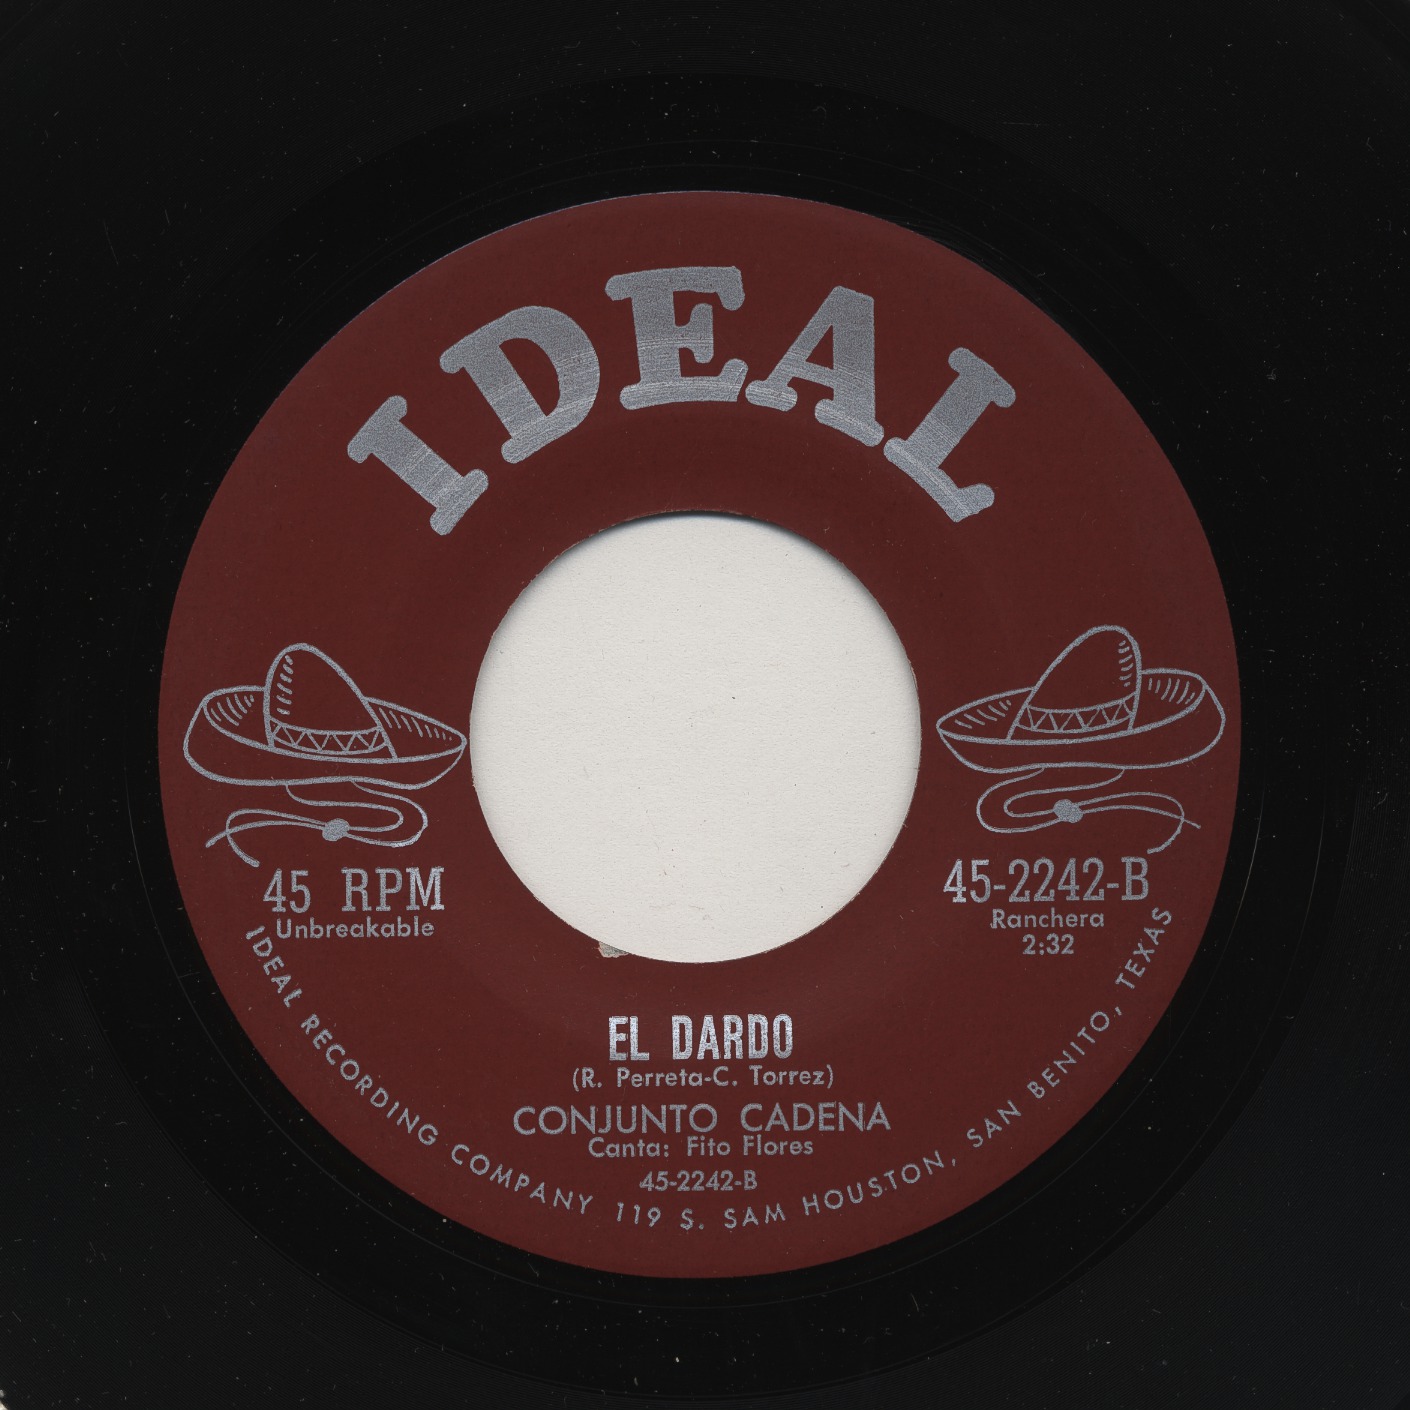 IDEAL
45 RPM
Unbreakable
45-2242-B
Ranchera
2:32
EL DARDO
(R. Perreta-C. Torrez)
CONJUNTO CADENA
Canta: Fito Flores
45-2242-B
IDEAL RECORDING COMPANY 119 S. SAM HOUSTON, SAN BENITO, TEXAS